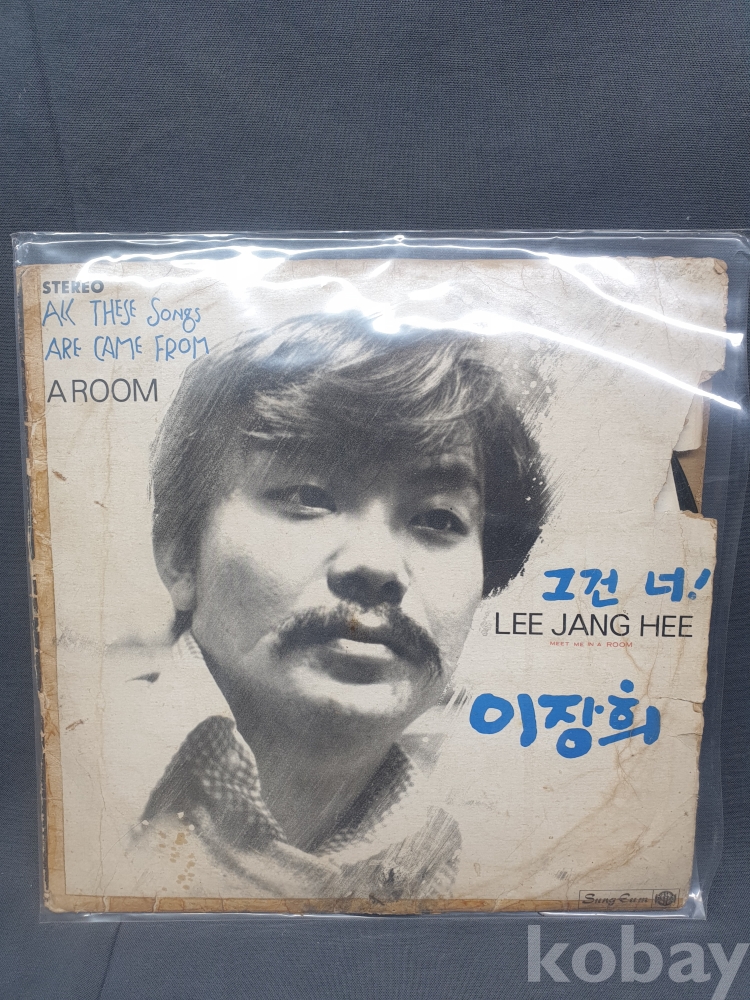 STEREO
ALL THESE SONGS
ARE CAME FROM
A ROOM
그건 너!
LEE JANG HEE
MEET ME IN A ROOM
이장희
Sung Eum
kobay